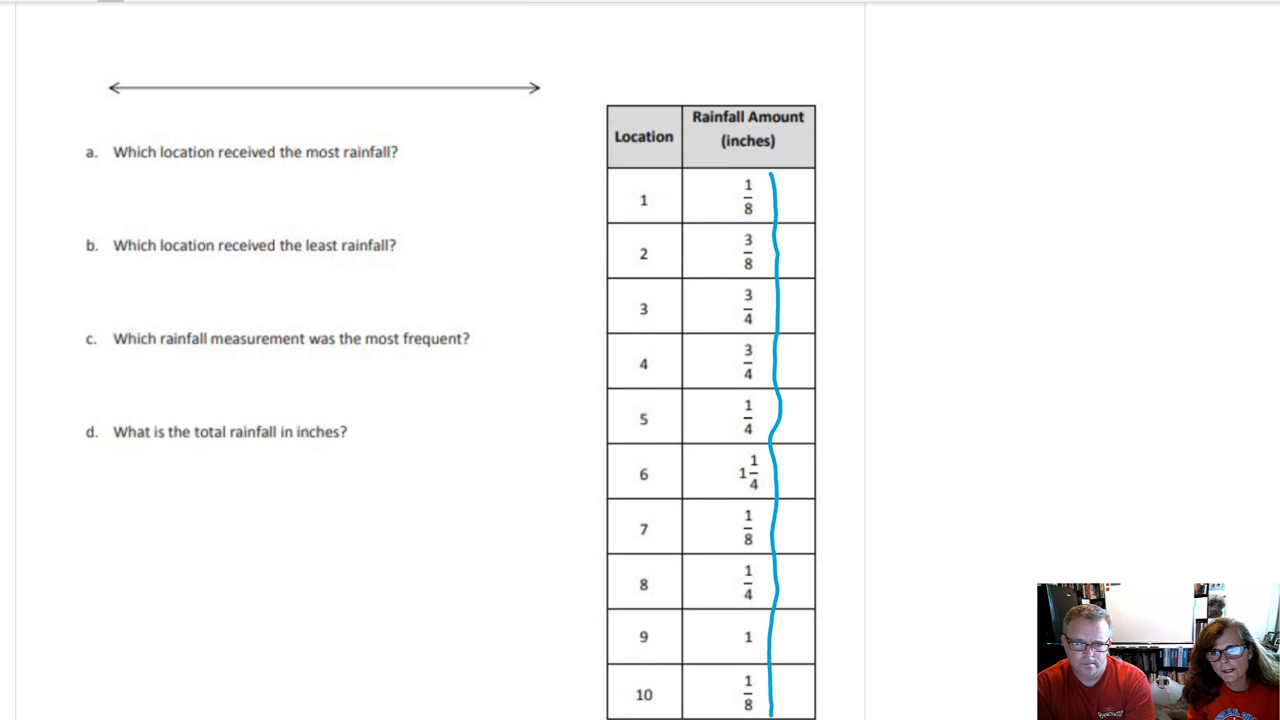 a. Which location received the most rainfall?
b. Which location received the least rainfall?
c. Which rainfall measurement was the most frequent?
d. What is the total rainfall in inches?
Location Rainfall Amount (inches)
1 1/8
2 3/8
3 3/4
4 3/4
5 1/4
6 1 1/4
7 1/8
8 1/4
9 1
10 1/8